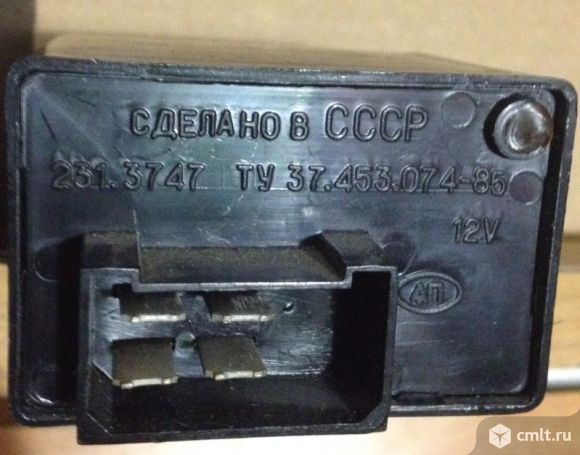 СДЕЛАНО В СССР
231.3747 ТУ 37.453.074-85
12V
АП
cmlt.ru